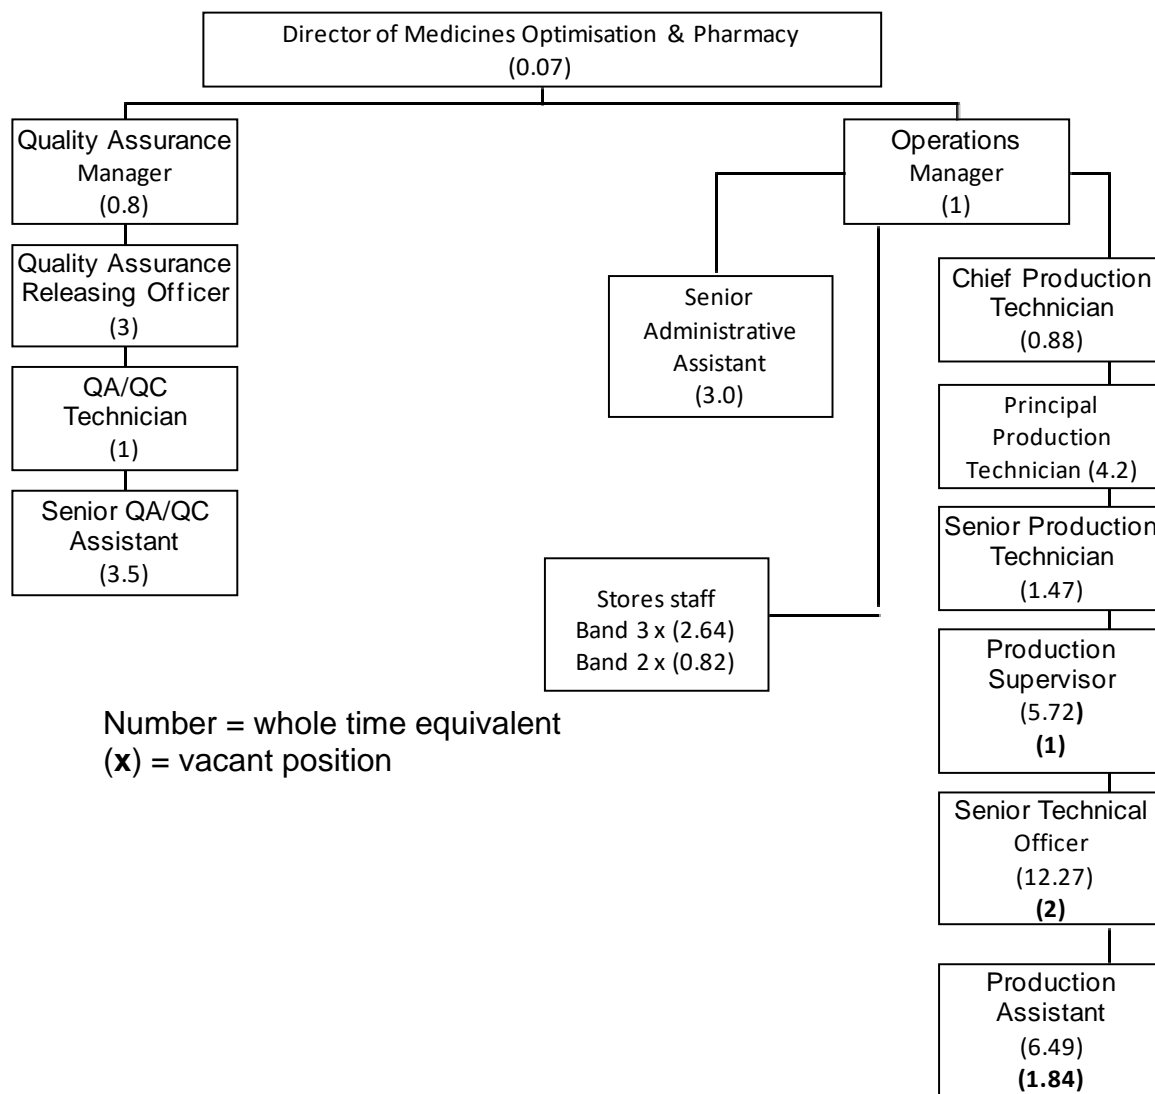 Director of Medicines Optimisation & Pharmacy
(0.07)
Quality Assurance
Manager
(0.8)
Quality Assurance
Releasing Officer
(3)
QA/QC
Technician
(1)
Senior QA/QC
Assistant
(3.5)
Operations
Manager
(1)
Senior
Administrative
Assistant
(3.0)
Stores staff
Band 3 x (2.64)
Band 2 x (0.82)
Chief Production
Technician
(0.88)
Principal
Production
Technician (4.2)
Senior Production
Technician
(1.47)
Production
Supervisor
(5.72)
(1)
Senior Technical
Officer
(12.27)
(2)
Production
Assistant
(6.49)
(1.84)
Number = whole time equivalent
(x) = vacant position